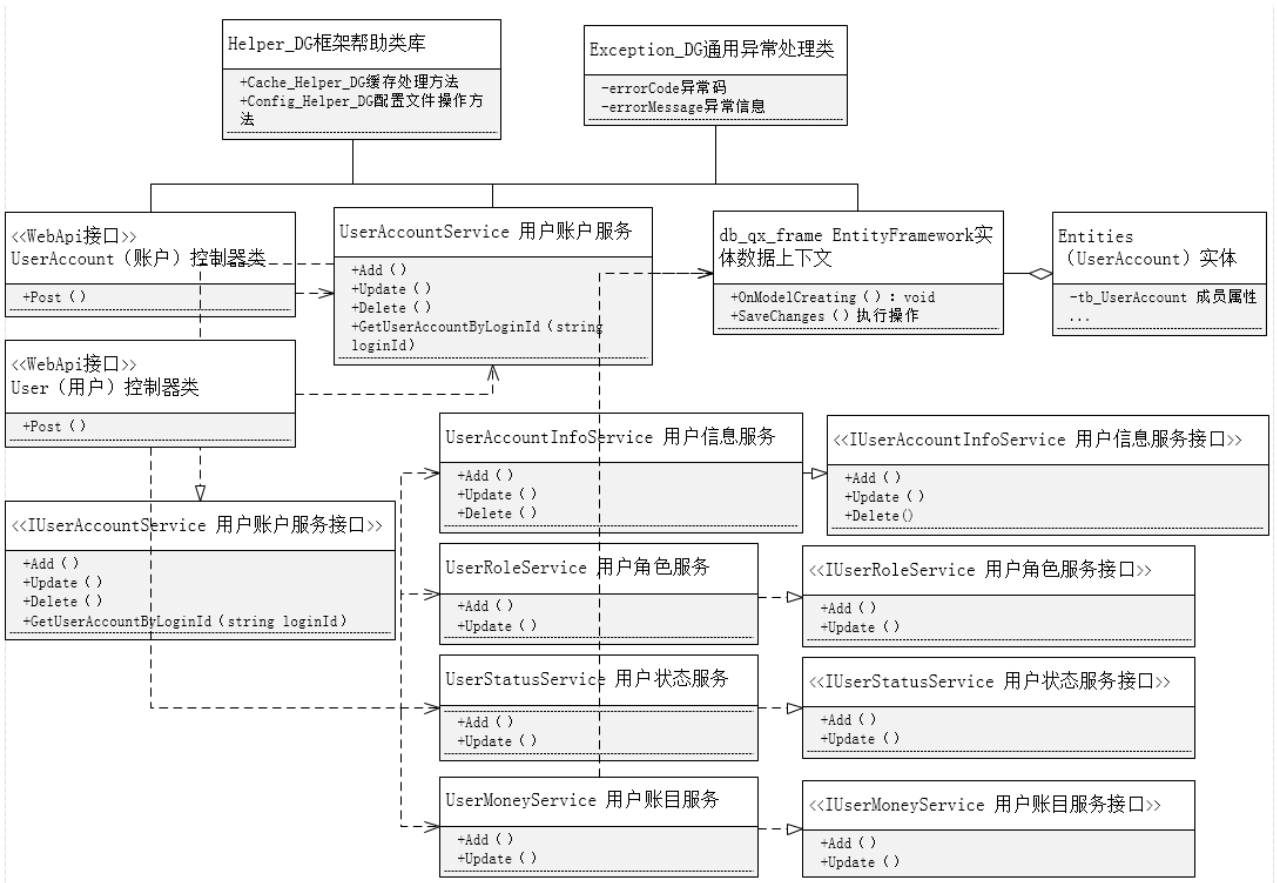 Helper_DG框架帮助类库
+Cache_Helper_DG缓存处理方法
+Config_Helper_DG配置文件操作方
法
Exception_DG通用异常处理类
-errorCode异常码
-errorMessage异常信息
<<WebApi接口>>
UserAccount（账户）控制器类
+Post（）
UserAccountService 用户账户服务
+Add（）
+Update（）
+Delete（）
+GetUserAccountByLoginId（string
loginId）
db_qx_frame EntityFramework实
体数据上下文
+OnModelCreating（）: void
+SaveChanges（）执行操作
Entities
（UserAccount）实体
-tb_UserAccount 成员属性
...
<<WebApi接口>>
User（用户）控制器类
+Post（）
<<IUserAccountService 用户账户服务接口>>
+Add（）
+Update（）
+Delete（）
+GetUserAccountByLoginId（string loginId）
UserAccountInfoService 用户信息服务
+Add（）
+Update（）
+Delete（）
<<IUserAccountInfoService 用户信息服务接口>>
+Add（）
+Update（）
+Delete()
UserRoleService 用户角色服务
+Add（）
+Update（）
<<IUserRoleService 用户角色服务接口>>
+Add（）
+Update（）
UserStatusService 用户状态服务
+Add（）
+Update（）
<<IUserStatusService 用户状态服务接口>>
+Add（）
+Update（）
UserMoneyService 用户账目服务
+Add（）
+Update（）
<<IUserMoneyService 用户账目服务接口>>
+Add（）
+Update（）